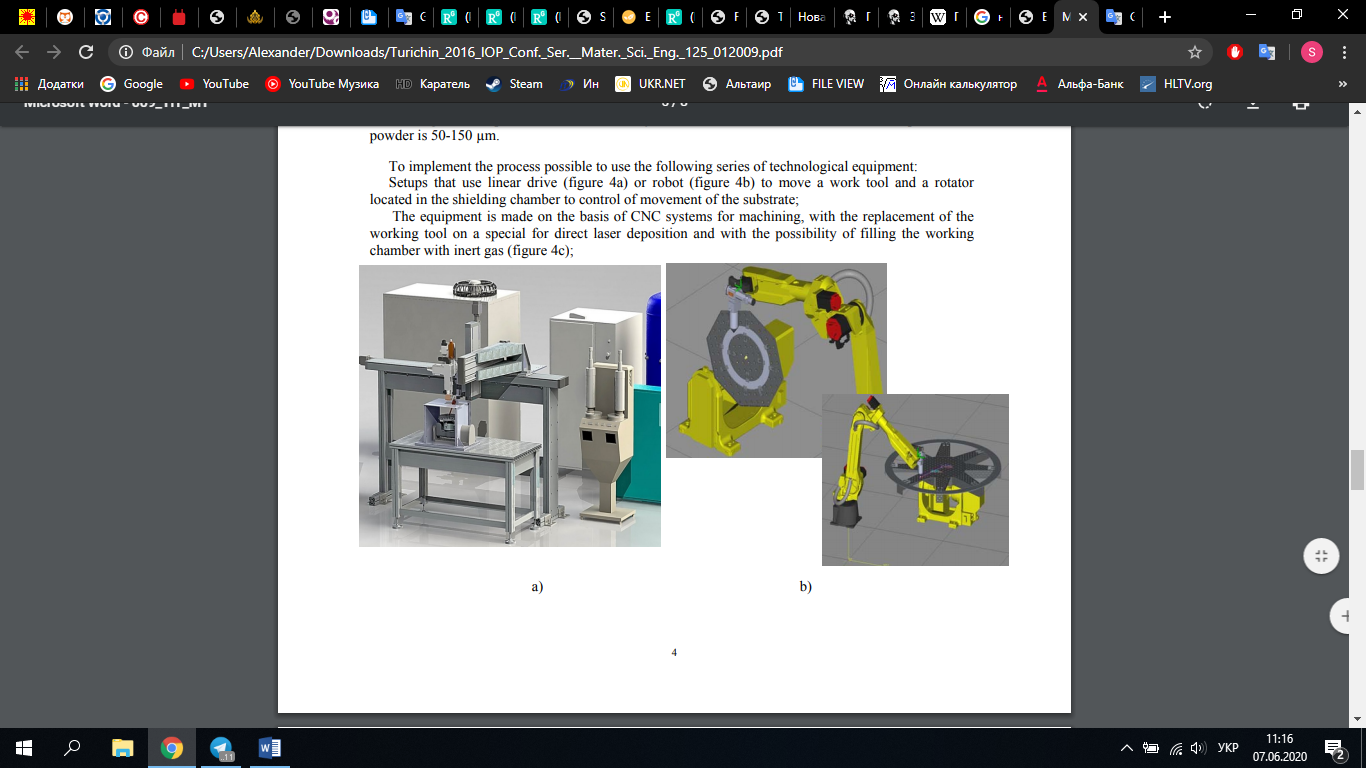 Файл
C:/Users/Alexander/Downloads/Turichin_2016_IOP_Conf._Ser.__Mater._Sci._Eng._125_012009.pdf
S
Додатки
Google
YouTube
YouTube Музика
HD Каратель
Steam
Ин
UKR.NET
Альтаир
FILE VIEW
Онлайн калькулятор
Альфа-Банк
HLTV.org
»
powder is 50-150 µm.
To implement the process possible to use the following series of technological equipment:
Setups that use linear drive (figure 4a) or robot (figure 4b) to move a work tool and a rotator
located in the shielding chamber to control of movement of the substrate;
The equipment is made on the basis of CNC systems for machining, with the replacement of the
working tool on a special for direct laser deposition and with the possibility of filling the working
chamber with inert gas (figure 4c);
a)
b)
4
УКР
11:16
07.06.2020
2